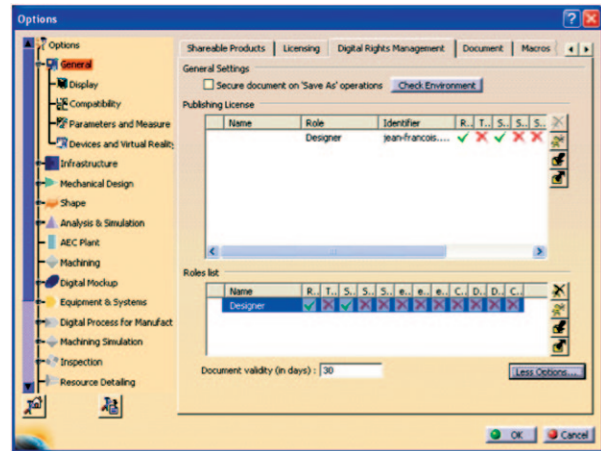 Options
Options
General
Display
Compatibility
Parameters and Measure
Devices and Virtual Reality
Infrastructure
Mechanical Design
Shape
Analysis & Simulation
AEC Plant
Machining
Digital Mockup
Equipment & Systems
Digital Process for Manufact
Machining Simulation
Inspection
Resource Detailing
Shareable Products Licensing Digital Rights Management Document Macros
General Settings
Secure document on 'Save As' operations Check Environment
Publishing License
Name Role Identifier R.. T.. S.. S.. S..
Designer jean-francois....
Roles list
Name R.. T.. S.. S.. S.. e.. e.. e.. C.. D.. D.. C..
Designer
Document validity (in days) : 30 Less Options...
OK Cancel